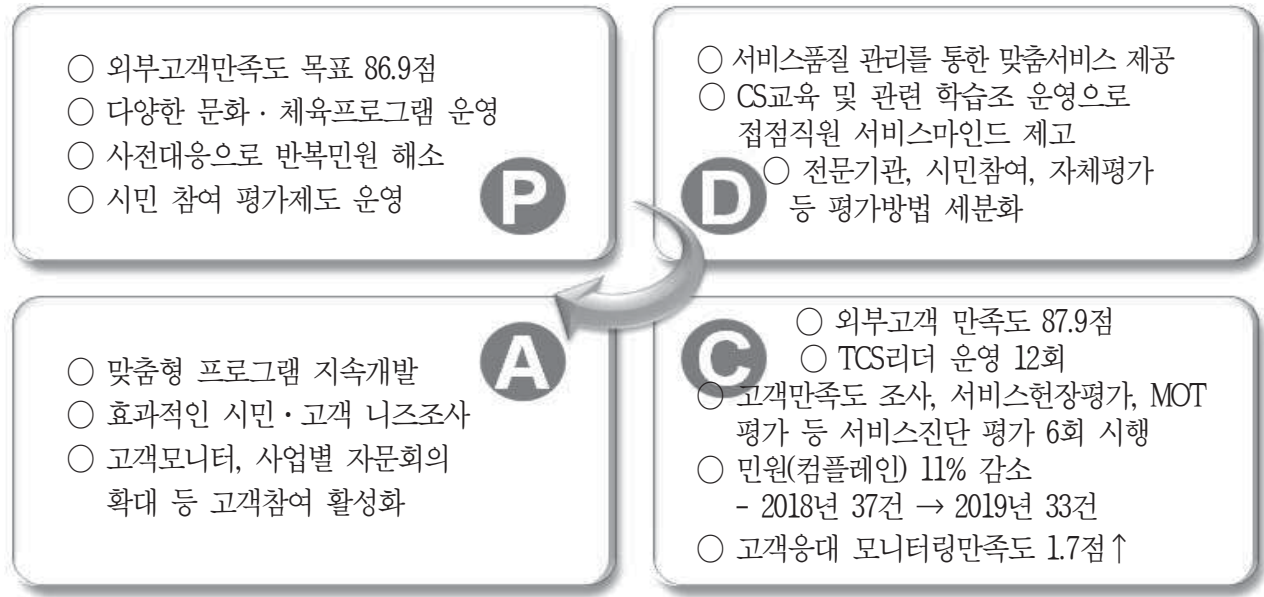 ○ 외부고객만족도 목표 86.9점
○ 다양한 문화·체육프로그램 운영
○ 사전대응으로 반복민원 해소
○ 시민 참여 평가제도 운영
P
○ 서비스품질 관리를 통한 맞춤서비스 제공
○ CS교육 및 관련 학습조 운영으로
접점직원 서비스마인드 제고
○ 전문기관, 시민참여, 자체평가
등 평가방법 세분화
D
○ 맞춤형 프로그램 지속개발
○ 효과적인 시민·고객 니즈조사
○ 고객모니터, 사업별 자문회의
확대 등 고객참여 활성화
A
○ 외부고객 만족도 87.9점
○ TCS리더 운영 12회
○ 고객만족도 조사, 서비스헌장평가, MOT
평가 등 서비스진단 평가 6회 시행
○ 민원(컴플레인) 11% 감소
- 2018년 37건 → 2019년 33건
○ 고객응대 모니터링만족도 1.7점↑
C